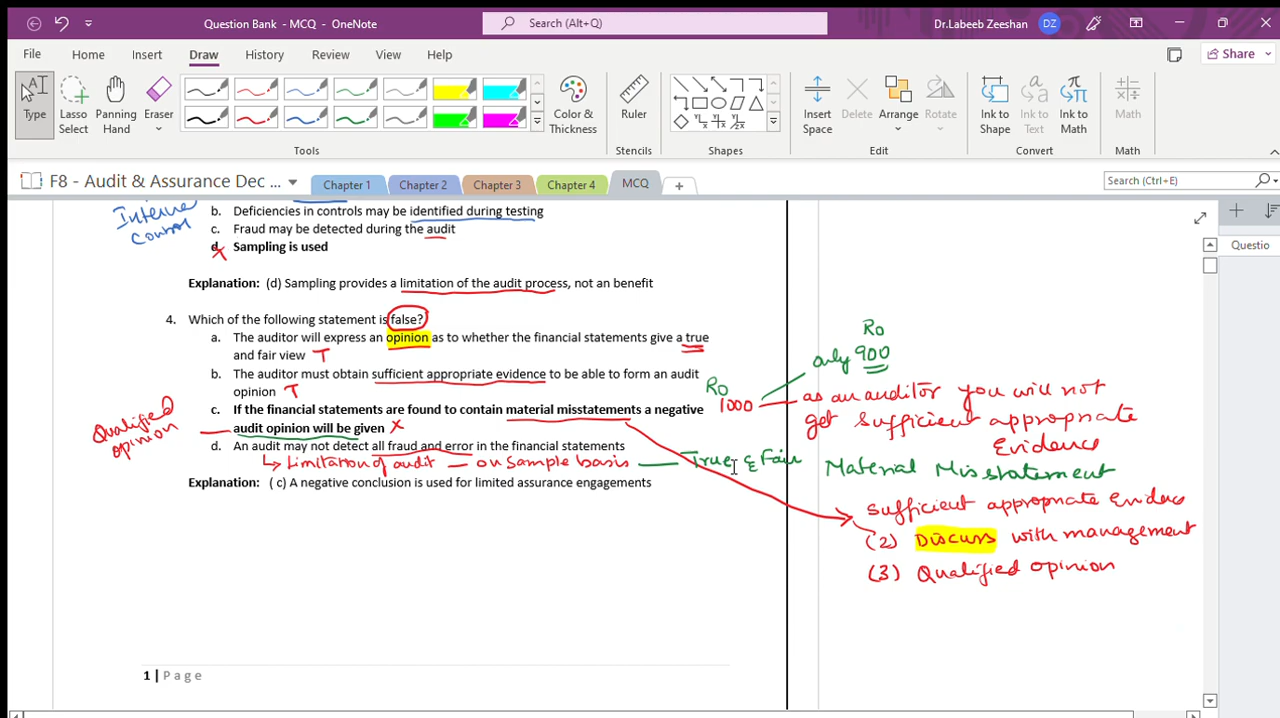 Question Bank - MCQ - OneNote
Search (Alt+Q)
Dr.Labeeb Zeeshan
DZ
File Home Insert Draw History Review View Help
Share
Type
Lasso Select
Panning Hand
Eraser
Color & Thickness
Ruler
Insert Space
Delete
Arrange
Rotate
Ink to Shape
Ink to Text
Ink to Math
Math
Tools
Stencils
Shapes
Edit
Convert
Math
F8 - Audit & Assurance Dec ...
Chapter 1
Chapter 2
Chapter 3
Chapter 4
MCQ
Search (Ctrl+E)
Questio
Interna
Control
b. Deficiencies in controls may be identified during testing
c. Fraud may be detected during the audit
d. Sampling is used
Explanation: (d) Sampling provides a limitation of the audit process, not an benefit
4. Which of the following statement is false?
a. The auditor will express an opinion as to whether the financial statements give a true
and fair view T
b. The auditor must obtain sufficient appropriate evidence to be able to form an audit
opinion T
c. If the financial statements are found to contain material misstatements a negative
audit opinion will be given X
Qualified
opinion
d. An audit may not detect all fraud and error in the financial statements
Limitation of audit — on Sample basis — True & Fair
Explanation: ( c) A negative conclusion is used for limited assurance engagements
RO
only 900
RO
1000
as an auditor you will not
get Sufficient appropriate
Evidence
Material Misstatement
Sufficient appropriate Evidenc
(2) Discuss with management
(3) Qualified opinion
1 | Page